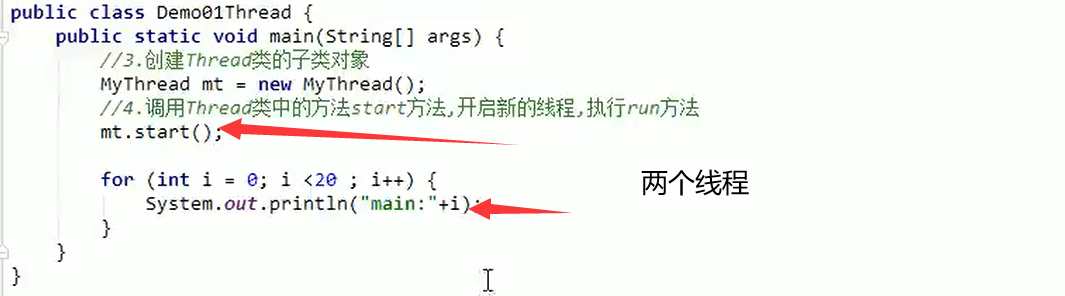 public class Demo01Thread {
public static void main(String[] args) {
//3.创建Thread类的子类对象
MyThread mt = new MyThread();
//4.调用Thread类中的方法start方法,开启新的线程,执行run方法
mt.start();
for (int i = 0; i <20 ; i++) {
System.out.println("main:"+i);
}
}
}
两个线程